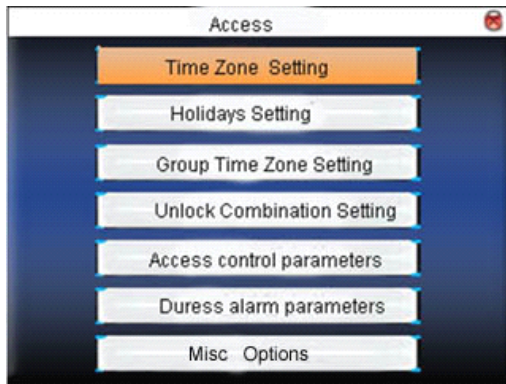 Access
Time Zone Setting
Holidays Setting
Group Time Zone Setting
Unlock Combination Setting
Access control parameters
Duress alarm parameters
Misc Options